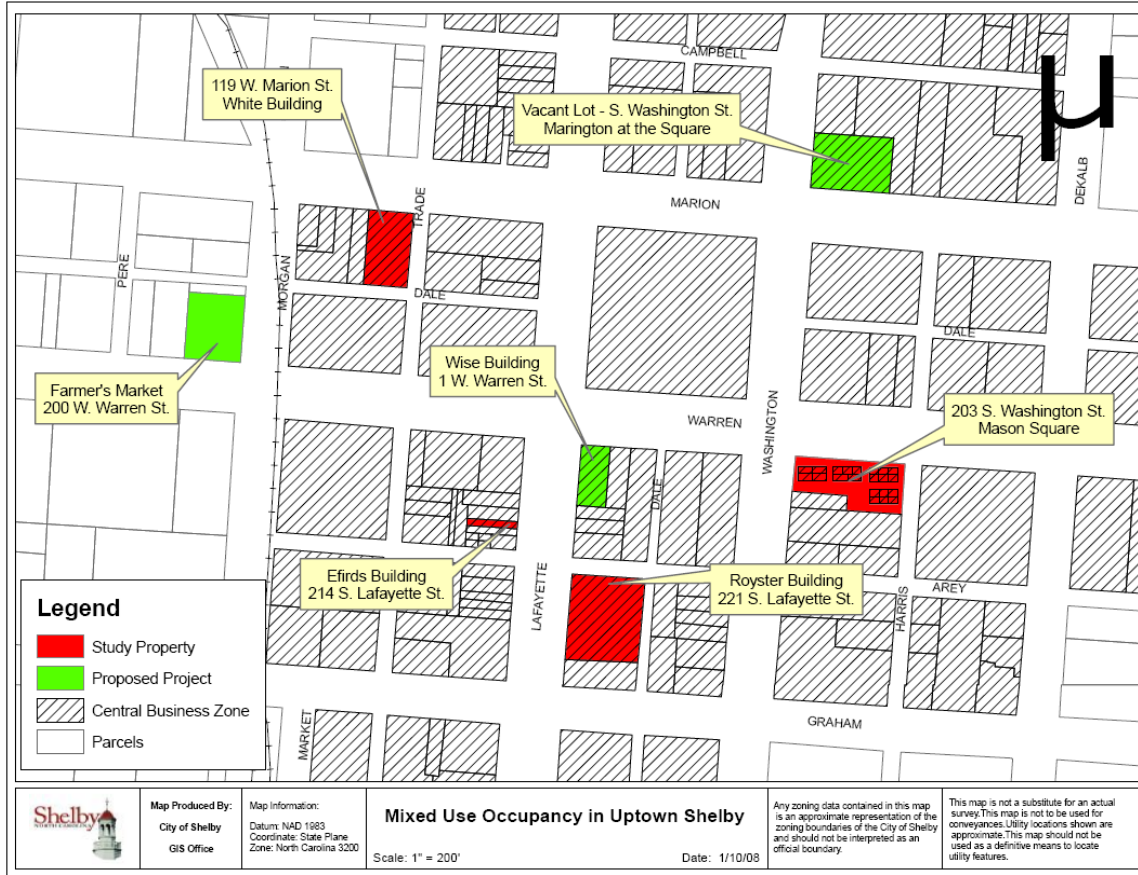 CAMPBELL
119 W. Marion St.
White Building
Vacant Lot - S. Washington St.
Marington at the Square
µ
DEKALB
TRADE
MARION
PERE
MORGAN
DALE
DALE
Farmer's Market
200 W. Warren St.
Wise Building
1 W. Warren St.
WARREN
WASHINGTON
203 S. Washington St.
Mason Square
DALE
Efirds Building
214 S. Lafayette St.
LAFAYETTE
Royster Building
221 S. Lafayette St.
HARRIS
AREY
GRAHAM
MARKET
Legend
Study Property
Proposed Project
Central Business Zone
Parcels
Shelby
NORTH CAROLINA
Map Produced By:
City of Shelby
GIS Office
Map Information:
Datum: NAD 1983
Coordinate: State Plane
Zone: North Carolina 3200
Mixed Use Occupancy in Uptown Shelby
Scale: 1" = 200'
Date: 1/10/08
Any zoning data contained in this map
is an approximate representation of the
zoning boundaries of the City of Shelby
and should not be interpreted as an
official boundary.
This map is not a substitute for an actual
survey.This map is not to be used for
conveyances.Utility locations shown are
approximate.This map should not be
used as a definitive means to locate
utility features.